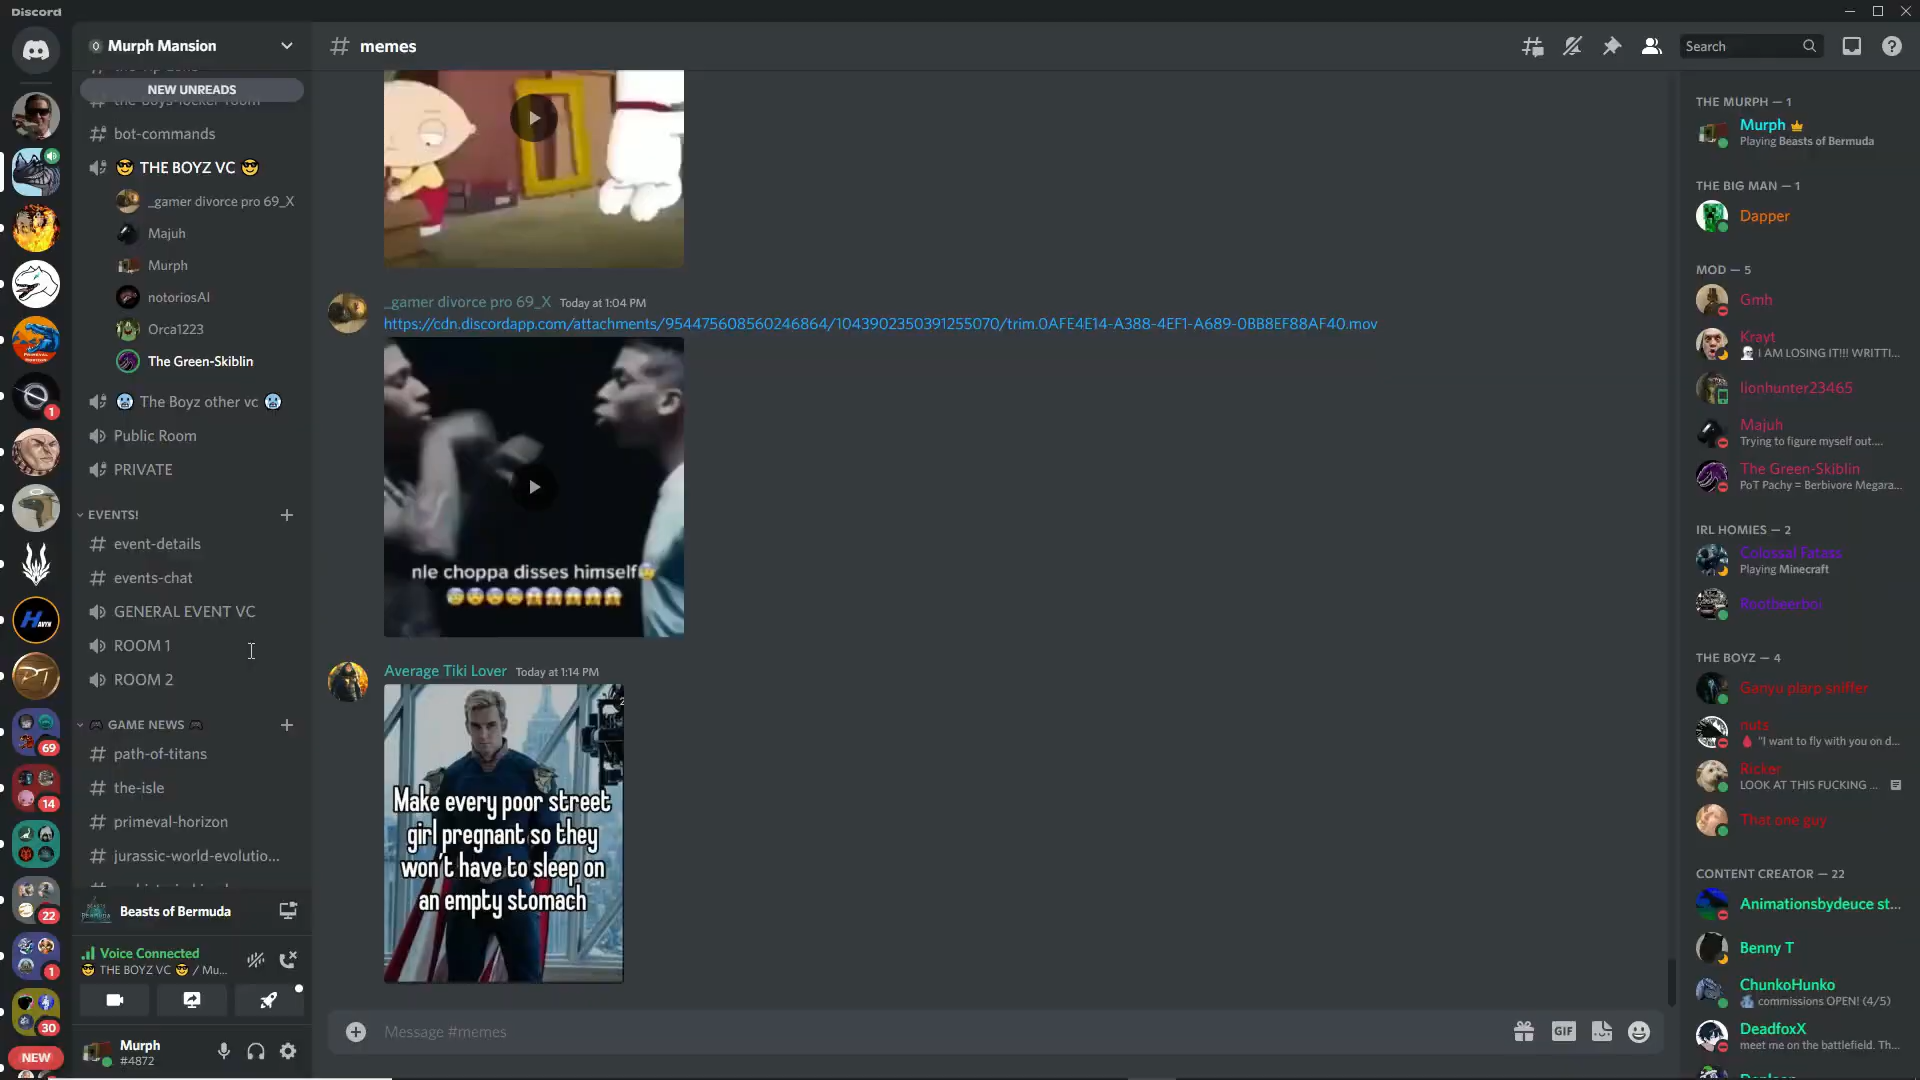 Discord
Murph Mansion
NEW UNREADS
bot-commands
😎 THE BOYZ VC 😎
_gamer divorce pro 69_X
Majuh
Murph
notoriosAI
Orca1223
The Green-Skiblin
🥶 The Boyz other vc 🥶
Public Room
PRIVATE
EVENTS!
event-details
events-chat
GENERAL EVENT VC
ROOM 1
ROOM 2
🎮 GAME NEWS 🎮
path-of-titans
the-isle
primeval-horizon
jurassic-world-evolutio...
Beasts of Bermuda
Voice Connected
😎 THE BOYZ VC 😎 / Mu...
Murph
#4872
1
HAVYN
69
14
22
1
30
NEW
# memes
Search
_gamer divorce pro 69_X Today at 1:04 PM
https://cdn.discordapp.com/attachments/954475608560246864/1043902350391255070/trim.0AFE4E14-A388-4EF1-A689-0BB8EF88AF40.mov
nle choppa disses himself😨
😨😨😨😨😱😱😱😱😱
Average Tiki Lover Today at 1:14 PM
Make every poor street
girl pregnant so they
won't have to sleep on
an empty stomach
Message #memes
GIF
THE MURPH — 1
Murph
Playing Beasts of Bermuda
THE BIG MAN — 1
Dapper
MOD — 5
Gmh
Krayt
I AM LOSING IT!!! WRITTI...
lionhunter23465
Majuh
Trying to figure myself out....
The Green-Skiblin
PoT Pachy = Berbivore Megara...
IRL HOMIES — 2
Colossal Fatass
Playing Minecraft
Rootbeerboi
THE BOYZ — 4
Ganyu plarp sniffer
nuts
🩸 "I want to fly with you on d...
Ricker
LOOK AT THIS FUCKING ...
That one guy
CONTENT CREATOR — 22
Animationsbydeuce st...
Benny T
ChunkoHunko
commissions OPEN! (4/5)
DeadfoxX
meet me on the battlefield. Th...